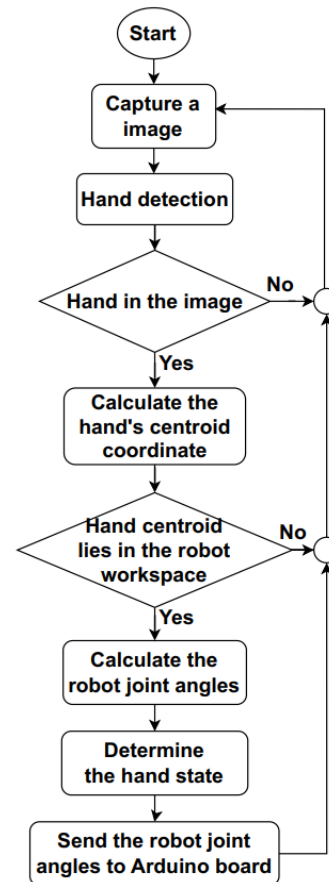 Start
Capture a
image
Hand detection
Hand in the image
No
Yes
Calculate the
hand's centroid
coordinate
Hand centroid
lies in the robot
workspace
No
Yes
Calculate the
robot joint angles
Determine
the hand state
Send the robot joint
angles to Arduino board